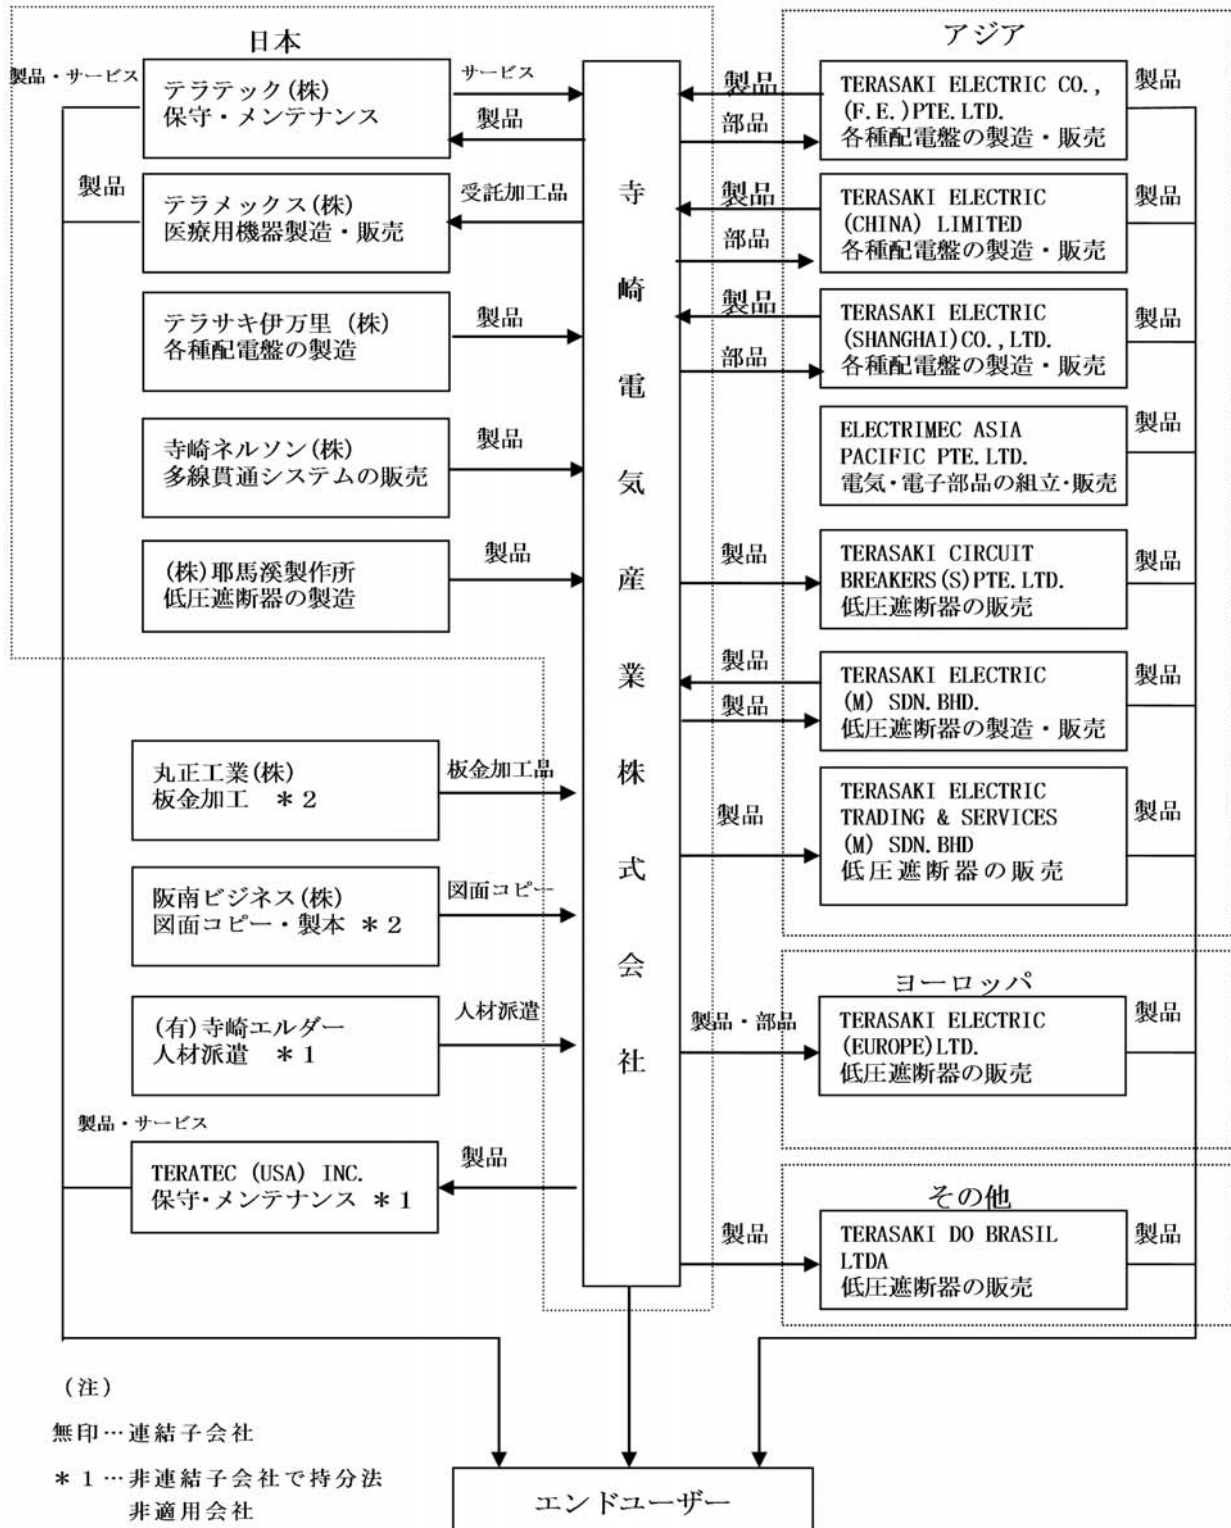 日本
製品・サービス
テラテック(株)
保守・メンテナンス
サービス
製品
製品
テラメックス(株)
医療用機器製造・販売
受託加工品
テラサキ伊万里 (株)
各種配電盤の製造
製品
寺崎ネルソン(株)
多線貫通システムの販売
製品
(株)耶馬溪製作所
低圧遮断器の製造
製品
丸正工業(株)
板金加工 *2
板金加工品
阪南ビジネス(株)
図面コピー・製本 *2
図面コピー
(有)寺崎エルダー
人材派遣 *1
人材派遣
製品・サービス
TERATEC (USA) INC.
保守・メンテナンス *1
製品
寺崎電気産業株式会社
アジア
製品
部品
TERASAKI ELECTRIC CO.,
(F.E.)PTE.LTD.
各種配電盤の製造・販売
製品
製品
部品
TERASAKI ELECTRIC
(CHINA) LIMITED
各種配電盤の製造・販売
製品
製品
部品
TERASAKI ELECTRIC
(SHANGHAI)CO.,LTD.
各種配電盤の製造・販売
製品
ELECTRIMEC ASIA
PACIFIC PTE.LTD.
電気・電子部品の組立・販売
製品
製品
TERASAKI CIRCUIT
BREAKERS(S)PTE.LTD.
低圧遮断器の販売
製品
製品
製品
TERASAKI ELECTRIC
(M) SDN.BHD.
低圧遮断器の製造・販売
製品
製品
TERASAKI ELECTRIC
TRADING & SERVICES
(M) SDN.BHD
低圧遮断器の販売
製品
ヨーロッパ
製品・部品
TERASAKI ELECTRIC
(EUROPE)LTD.
低圧遮断器の販売
製品
その他
製品
TERASAKI DO BRASIL
LTDA
低圧遮断器の販売
製品
(注)
無印…連結子会社
*1…非連結子会社で持分法
非適用会社
エンドユーザー